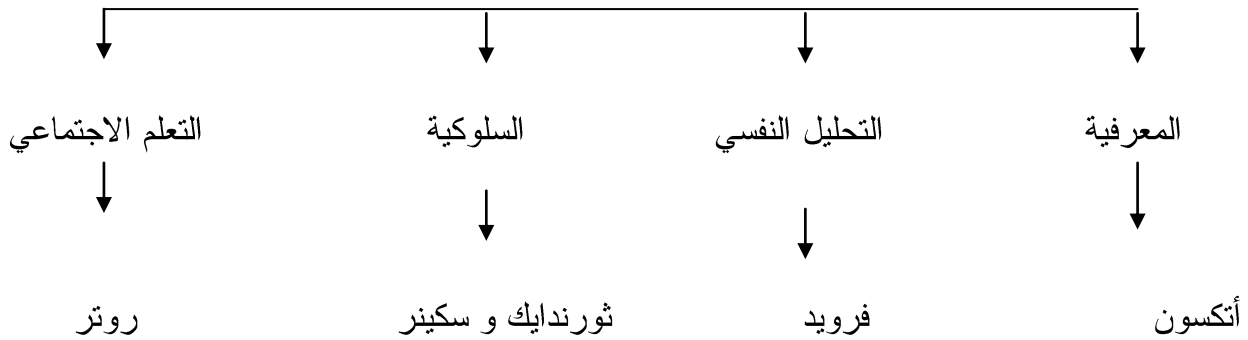 المعرفية التحليل النفسي السلوكية التعلم الاجتماعي
أتكسون فرويد ثورندايك و سكينر روتر